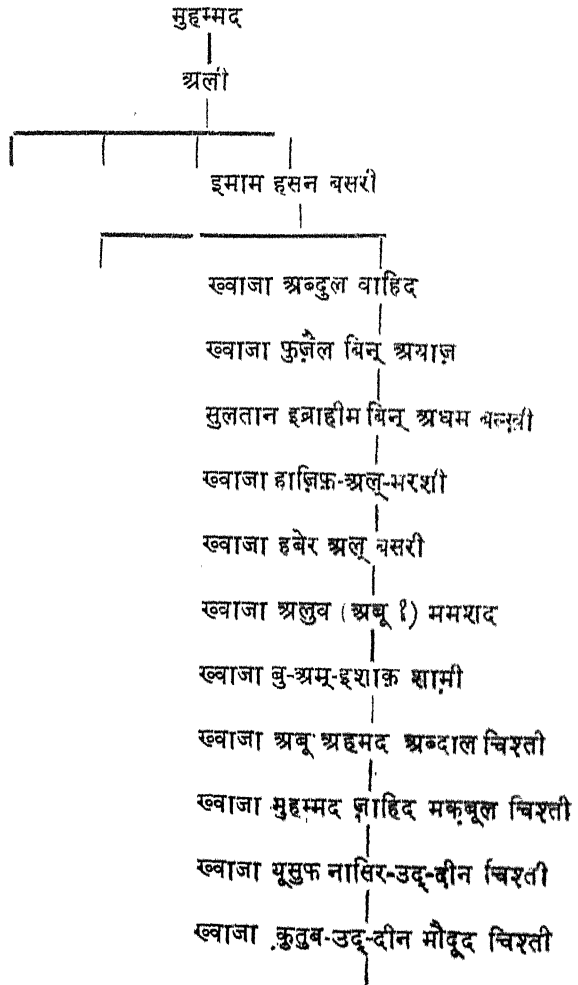 मुहम्मद
अली
इमाम हसन बसरी
ख्वाजा अब्दुल वाहिद
ख्वाजा फुज़ैल बिन् अयाज़
सुलतान इब्राहीम बिन् अधम बल्ख़ी
ख्वाजा हाज़िफ़-अल्-मरशी
ख्वाजा हबेर अल् बसरी
ख्वाजा अलुव (अबू ?) ममशद
ख्वाजा बु-अम्-इशाक़ शामी
ख्वाजा अबू अहमद अब्दाल चिश्ती
ख्वाजा मुहम्मद ज़ाहिद मक़बूल चिश्ती
ख्वाजा यूसुफ नासिर-उद्-दीन चिश्ती
ख्वाजा क़ुतुब-उद्-दीन मौदूद चिश्ती